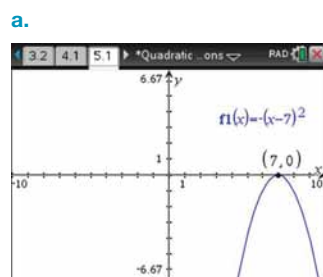 a.
3.2 4.1 5.1 *Quadratic ...ons RAD
6.67 y
f1(x)=-(x-7)^2
(7,0)
1
x
-10 1 10
-6.67